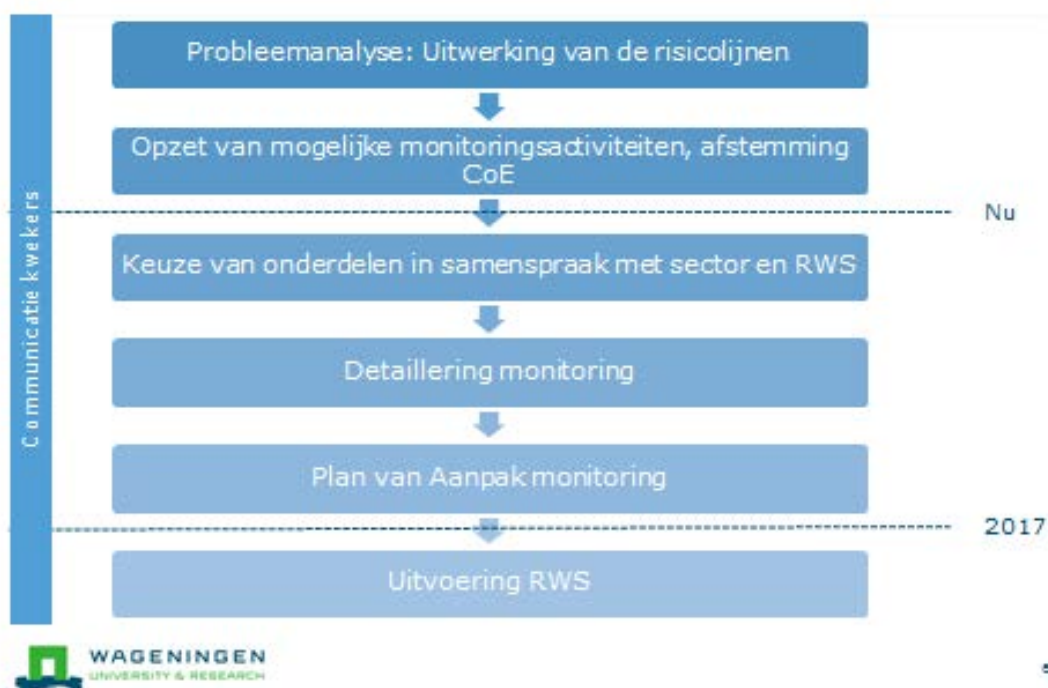 Probleemanalyse: Uitwerking van de risicolijnen
Opzet van mogelijke monitoringsactiviteiten, afstemming
CoE
Nu
Communicatie kwekers
Keuze van onderdelen in samenspraak met sector en RWS
Detaillering monitoring
Plan van Aanpak monitoring
2017
Uitvoering RWS
WAGENINGEN
UNIVERSITY & RESEARCH